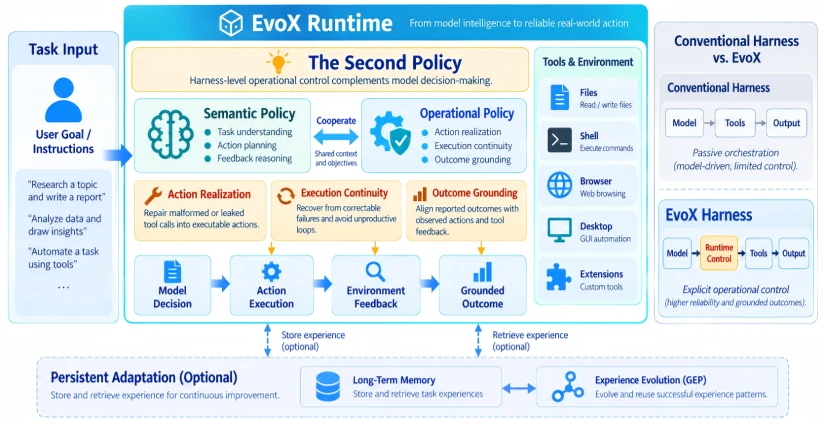 Task Input
User Goal /
Instructions
"Research a topic
and write a report"
"Analyze data and
draw insights"
"Automate a task
using tools"
...
EvoX Runtime
From model intelligence to reliable real-world action
The Second Policy
Harness-level operational control complements model decision-making.
Semantic Policy
Task understanding
Action planning
Feedback reasoning
Cooperate
Shared context
and objectives
Operational Policy
Action realization
Execution continuity
Outcome grounding
Action Realization
Repair malformed or leaked
tool calls into executable actions.
Execution Continuity
Recover from correctable
failures and avoid unproductive
loops.
Outcome Grounding
Align reported outcomes with
observed actions and tool
feedback.
Model
Decision
Action
Execution
Environment
Feedback
Grounded
Outcome
Tools & Environment
Files
Read / write files
Shell
Execute commands
Browser
Web browsing
Desktop
GUI automation
Extensions
Custom tools
Conventional Harness
vs. EvoX
Conventional Harness
Model
Tools
Output
Passive orchestration
(model-driven, limited control).
EvoX Harness
Model
Runtime
Control
Tools
Output
Explicit operational control
(higher reliability and grounded outcomes).
Store experience
(optional)
Retrieve experience
(optional)
Persistent Adaptation (Optional)
Store and retrieve experience for continuous improvement.
Long-Term Memory
Store and retrieve task experiences
Experience Evolution (GEP)
Evolve and reuse successful experience patterns.